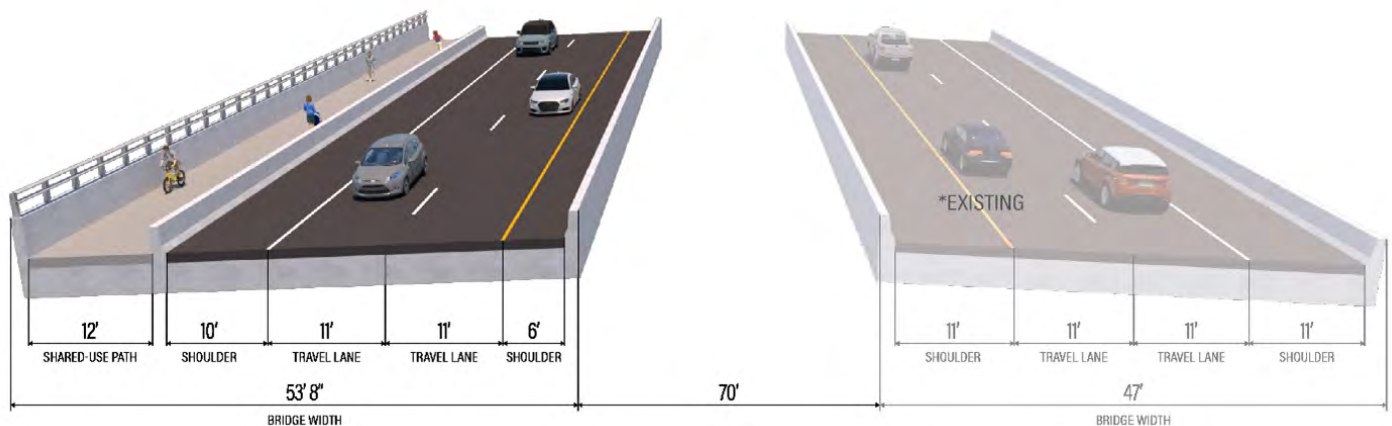 *EXISTING
12' 10' 11' 11' 6' 11' 11' 11' 11'
SHARED-USE PATH SHOULDER TRAVEL LANE TRAVEL LANE SHOULDER SHOULDER TRAVEL LANE TRAVEL LANE SHOULDER
53' 8" 70' 47'
BRIDGE WIDTH BRIDGE WIDTH